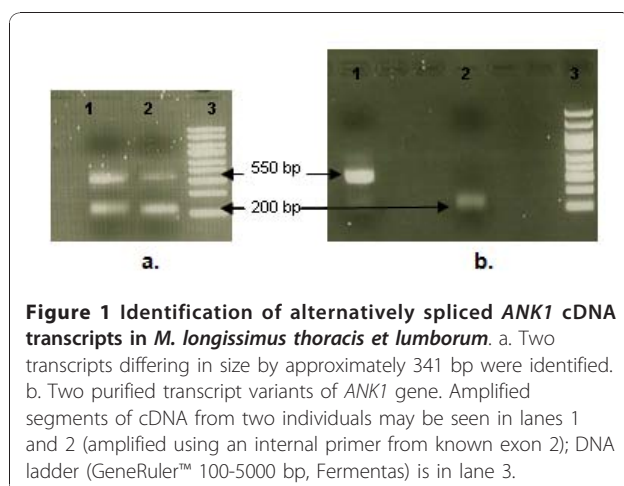 1
2
3
1
2
3
550 bp
200 bp
a.
b.
Figure 1 Identification of alternatively spliced ANK1 cDNA
transcripts in M. longissimus thoracis et lumborum. a. Two
transcripts differing in size by approximately 341 bp were identified.
b. Two purified transcript variants of ANK1 gene. Amplified
segments of cDNA from two individuals may be seen in lanes 1
and 2 (amplified using an internal primer from known exon 2); DNA
ladder (GeneRuler™ 100-5000 bp, Fermentas) is in lane 3.